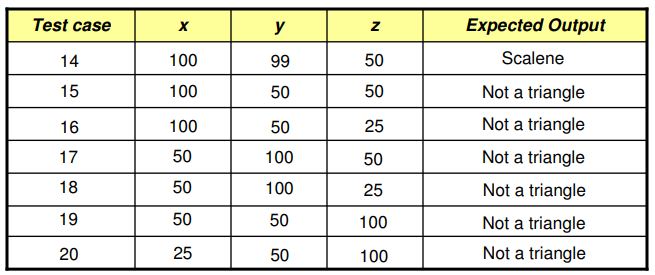 Test case x y z Expected Output
14 100 99 50 Scalene
15 100 50 50 Not a triangle
16 100 50 25 Not a triangle
17 50 100 50 Not a triangle
18 50 100 25 Not a triangle
19 50 50 100 Not a triangle
20 25 50 100 Not a triangle